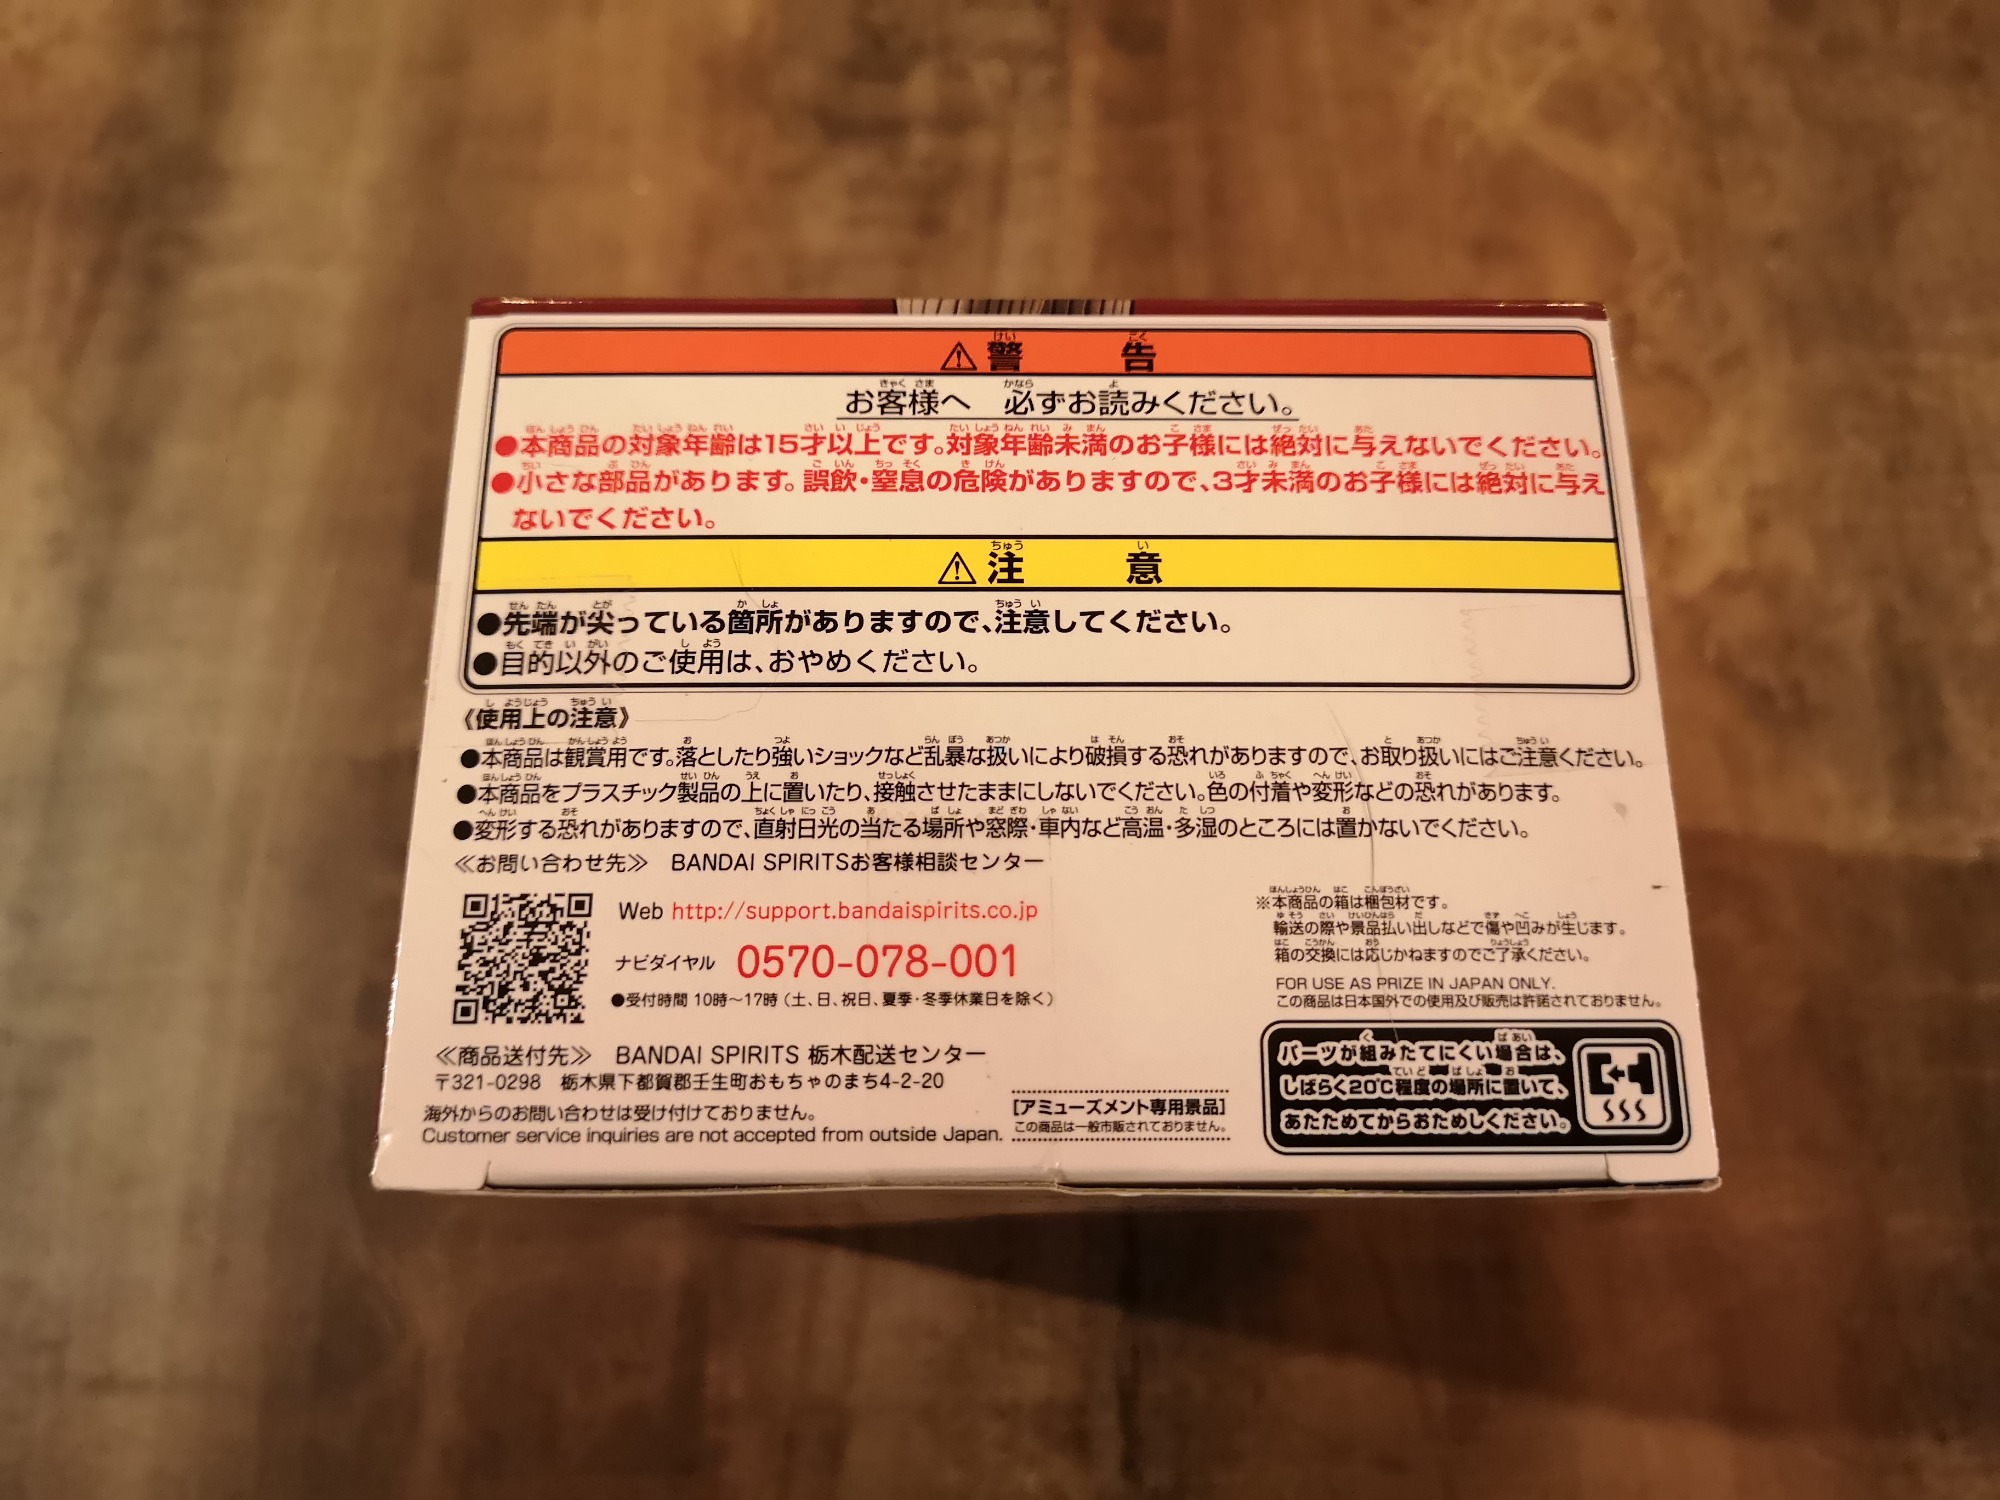 ⚠警告
お客様へ 必ずお読みください。
●本商品の対象年齢は15才以上です。対象年齢未満のお子様には絶対に与えないでください。
●小さな部品があります。誤飲・窒息の危険がありますので、3才未満のお子様には絶対に与え
ないでください。
⚠注意
●先端が尖っている箇所がありますので、注意してください。
●目的以外のご使用は、おやめください。
《使用上の注意》
●本商品は観賞用です。落としたり強いショックなど乱暴な扱いにより破損する恐れがありますので、お取り扱いにはご注意ください。
●本商品をプラスチック製品の上に置いたり、接触させたままにしないでください。色の付着や変形などの恐れがあります。
●変形する恐れがありますので、直射日光の当たる場所や窓際・車内など高温・多湿のところには置かないでください。
≪お問い合わせ先≫ BANDAI SPIRITSお客様相談センター
Web http://support.bandaispirits.co.jp
ナビダイヤル 0570-078-001
●受付時間 10時~17時(土、日、祝日、夏季・冬季休業日を除く)
≪商品送付先≫ BANDAI SPIRITS 栃木配送センター
〒321-0298 栃木県下都賀郡壬生町おもちゃのまち4-2-20
海外からのお問い合わせは受け付けておりません。
Customer service inquiries are not accepted from outside Japan.
[アミューズメント専用景品]
この商品は一般市販されておりません。
※本商品の箱は梱包材です。
輸送の際や景品払い出しなどで傷や凹みが生じます。
箱の交換には応じかねますのでご了承ください。
FOR USE AS PRIZE IN JAPAN ONLY.
この商品は日本国外での使用及び販売は許諾されておりません。
パーツが組みたてにくい場合は、
しばらく20℃程度の場所に置いて、
あたためてからおためしください。